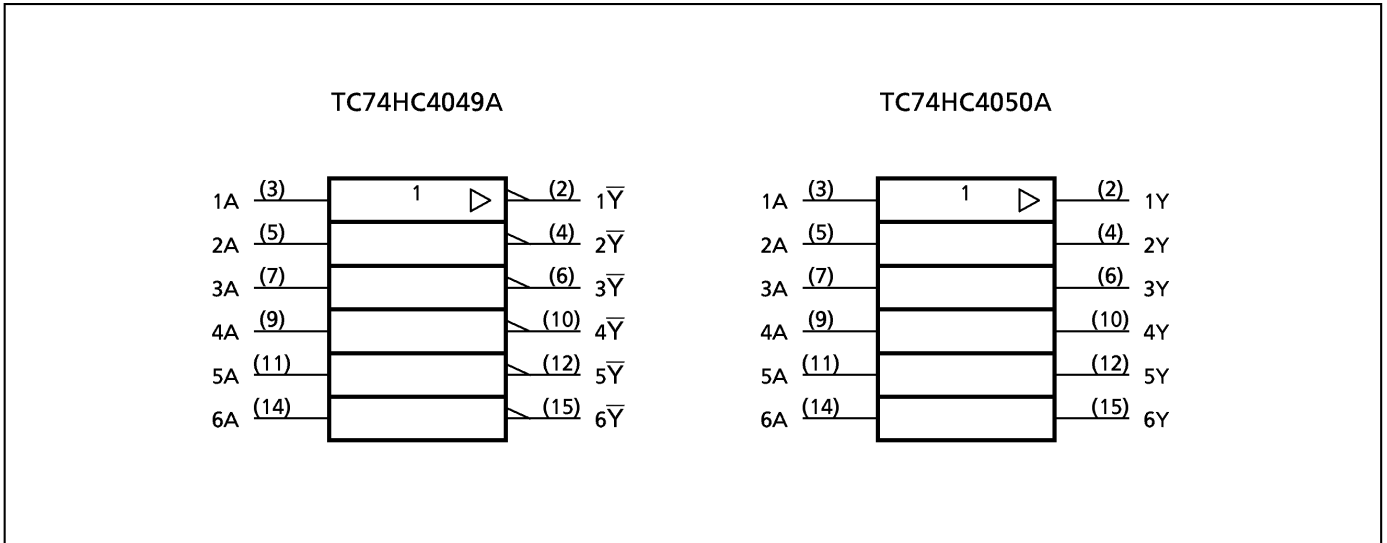 TC74HC4049A
1A (3) 1 (2) 1Y̅
2A (5) (4) 2Y̅
3A (7) (6) 3Y̅
4A (9) (10) 4Y̅
5A (11) (12) 5Y̅
6A (14) (15) 6Y̅
TC74HC4050A
1A (3) 1 (2) 1Y
2A (5) (4) 2Y
3A (7) (6) 3Y
4A (9) (10) 4Y
5A (11) (12) 5Y
6A (14) (15) 6Y